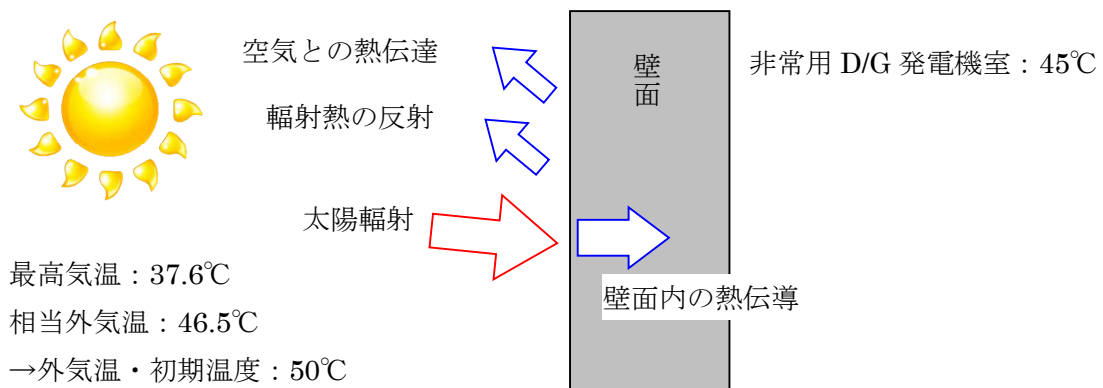 空気との熱伝達
輻射熱の反射
太陽輻射
最高気温：37.6℃
相当外気温：46.5℃
→外気温・初期温度：50℃
壁面
非常用 D/G 発電機室：45℃
壁面内の熱伝導